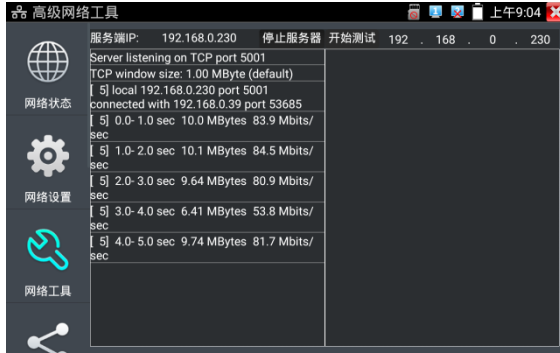 高级网络工具
上午9:04
服务端IP: 192.168.0.230 停止服务器 开始测试 192 . 168 . 0 . 230
Server listening on TCP port 5001
TCP window size: 1.00 MByte (default)
[ 5] local 192.168.0.230 port 5001
connected with 192.168.0.39 port 53685
[ 5] 0.0- 1.0 sec 10.0 MBytes 83.9 Mbits/
sec
[ 5] 1.0- 2.0 sec 10.1 MBytes 84.5 Mbits/
sec
[ 5] 2.0- 3.0 sec 9.64 MBytes 80.9 Mbits/
sec
[ 5] 3.0- 4.0 sec 6.41 MBytes 53.8 Mbits/
sec
[ 5] 4.0- 5.0 sec 9.74 MBytes 81.7 Mbits/
sec
网络状态
网络设置
网络工具